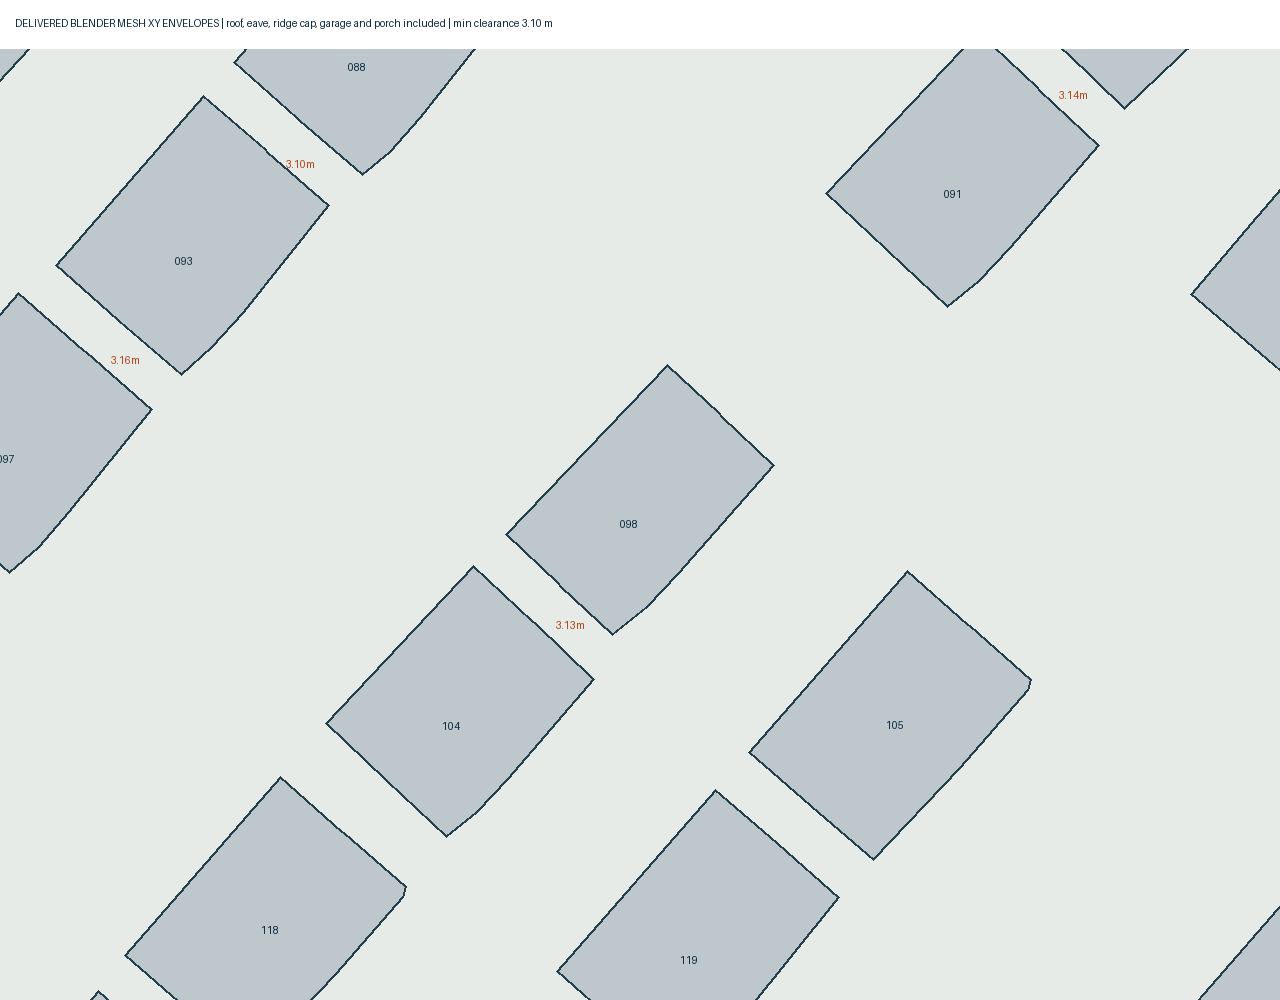 DELIVERED BLENDER MESH XY ENVELOPES | roof, eave, ridge cap, garage and porch included | min clearance 3.10 m
088
3.14m
3.10m
091
093
3.16m
097
098
3.13m
104
105
118
119